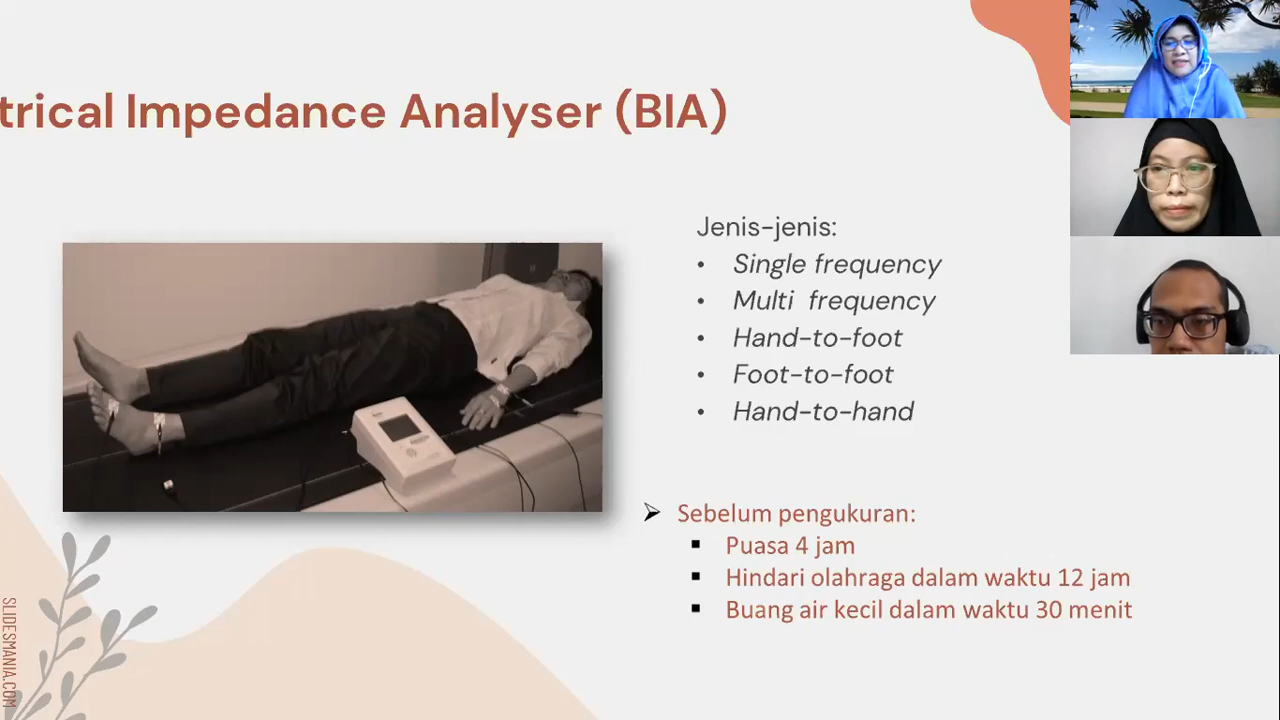 trical Impedance Analyser (BIA)
Jenis-jenis:
• Single frequency
• Multi frequency
• Hand-to-foot
• Foot-to-foot
• Hand-to-hand
➢ Sebelum pengukuran:
▪ Puasa 4 jam
▪ Hindari olahraga dalam waktu 12 jam
▪ Buang air kecil dalam waktu 30 menit
SLIDESMANIA.COM